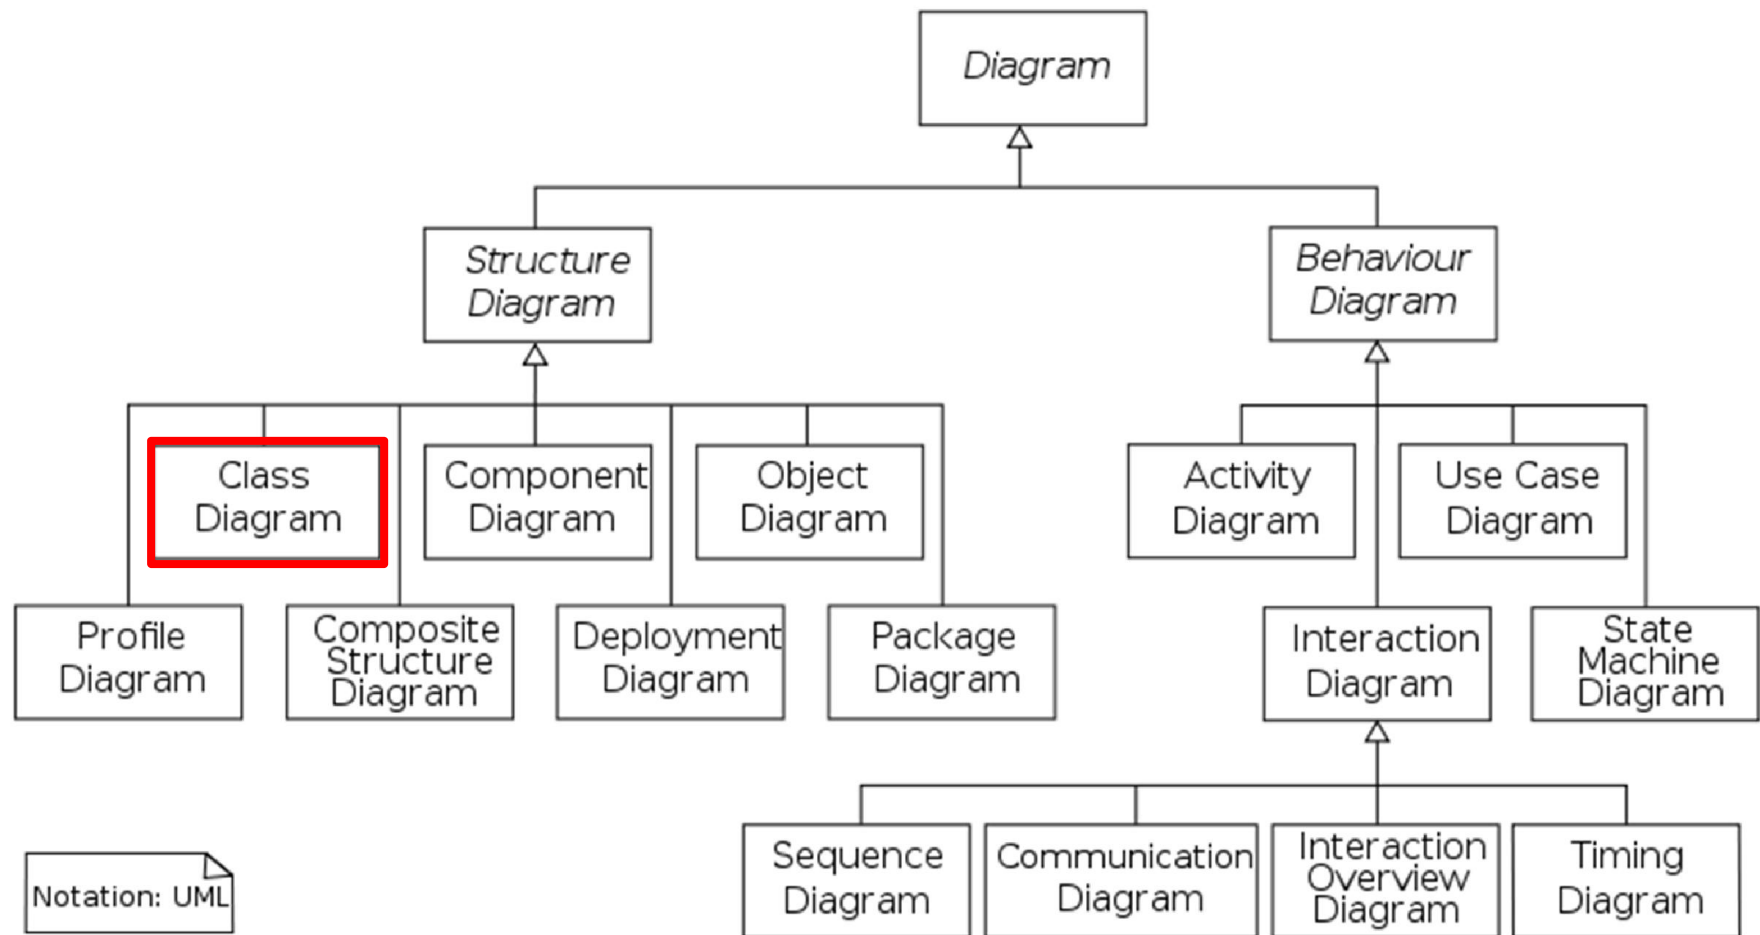 Diagram
Structure
Diagram
Behaviour
Diagram
Class
Diagram
Component
Diagram
Object
Diagram
Activity
Diagram
Use Case
Diagram
Profile
Diagram
Composite
Structure
Diagram
Deployment
Diagram
Package
Diagram
Interaction
Diagram
State
Machine
Diagram
Sequence
Diagram
Communication
Diagram
Interaction
Overview
Diagram
Timing
Diagram
Notation: UML